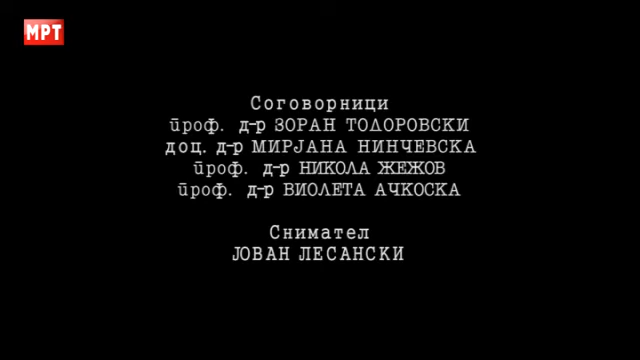 МРТ
Соговорници
проф. д-р ЗОРАН ТОДОРОВСКИ
доц. д-р МИРЈАНА НИНЧЕВСКА
проф. д-р НИКОЛА ЖЕЖОВ
проф. д-р ВИОЛЕТА АЧКОСКА
Снимател
ЈОВАН ЛЕСАНСКИ